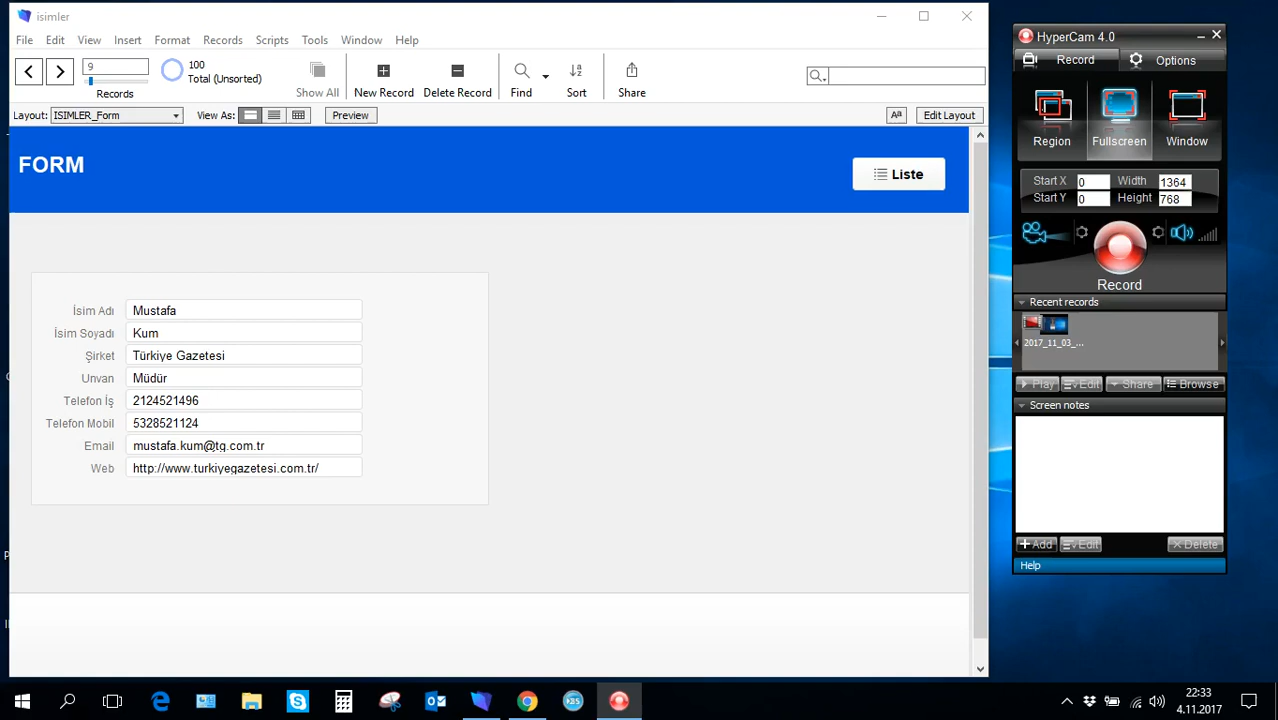 isimler
File Edit View Insert Format Records Scripts Tools Window Help
9
Records
100
Total (Unsorted)
Show All
New Record
Delete Record
Find
Sort
Share
Layout: ISIMLER_Form View As: Preview Aª Edit Layout
FORM
Liste
İsim Adı Mustafa
İsim Soyadı Kum
Şirket Türkiye Gazetesi
Unvan Müdür
Telefon İş 2124521496
Telefon Mobil 5328521124
Email mustafa.kum@tg.com.tr
Web http://www.turkiyegazetesi.com.tr/
HyperCam 4.0
Record Options
Region Fullscreen Window
Start X 0 Width 1364
Start Y 0 Height 768
Record
Recent records
2017_11_03_...
Play Edit Share Browse
Screen notes
Add Edit Delete
Help
KBS
22:33
4.11.2017